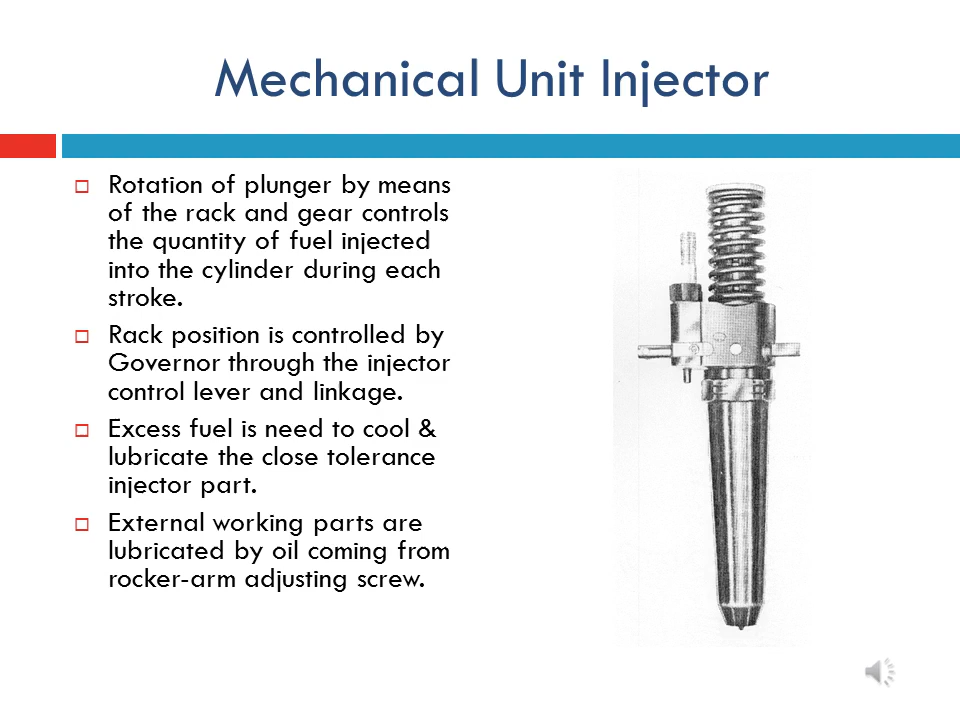 Mechanical Unit Injector
Rotation of plunger by means
of the rack and gear controls
the quantity of fuel injected
into the cylinder during each
stroke.
Rack position is controlled by
Governor through the injector
control lever and linkage.
Excess fuel is need to cool &
lubricate the close tolerance
injector part.
External working parts are
lubricated by oil coming from
rocker-arm adjusting screw.